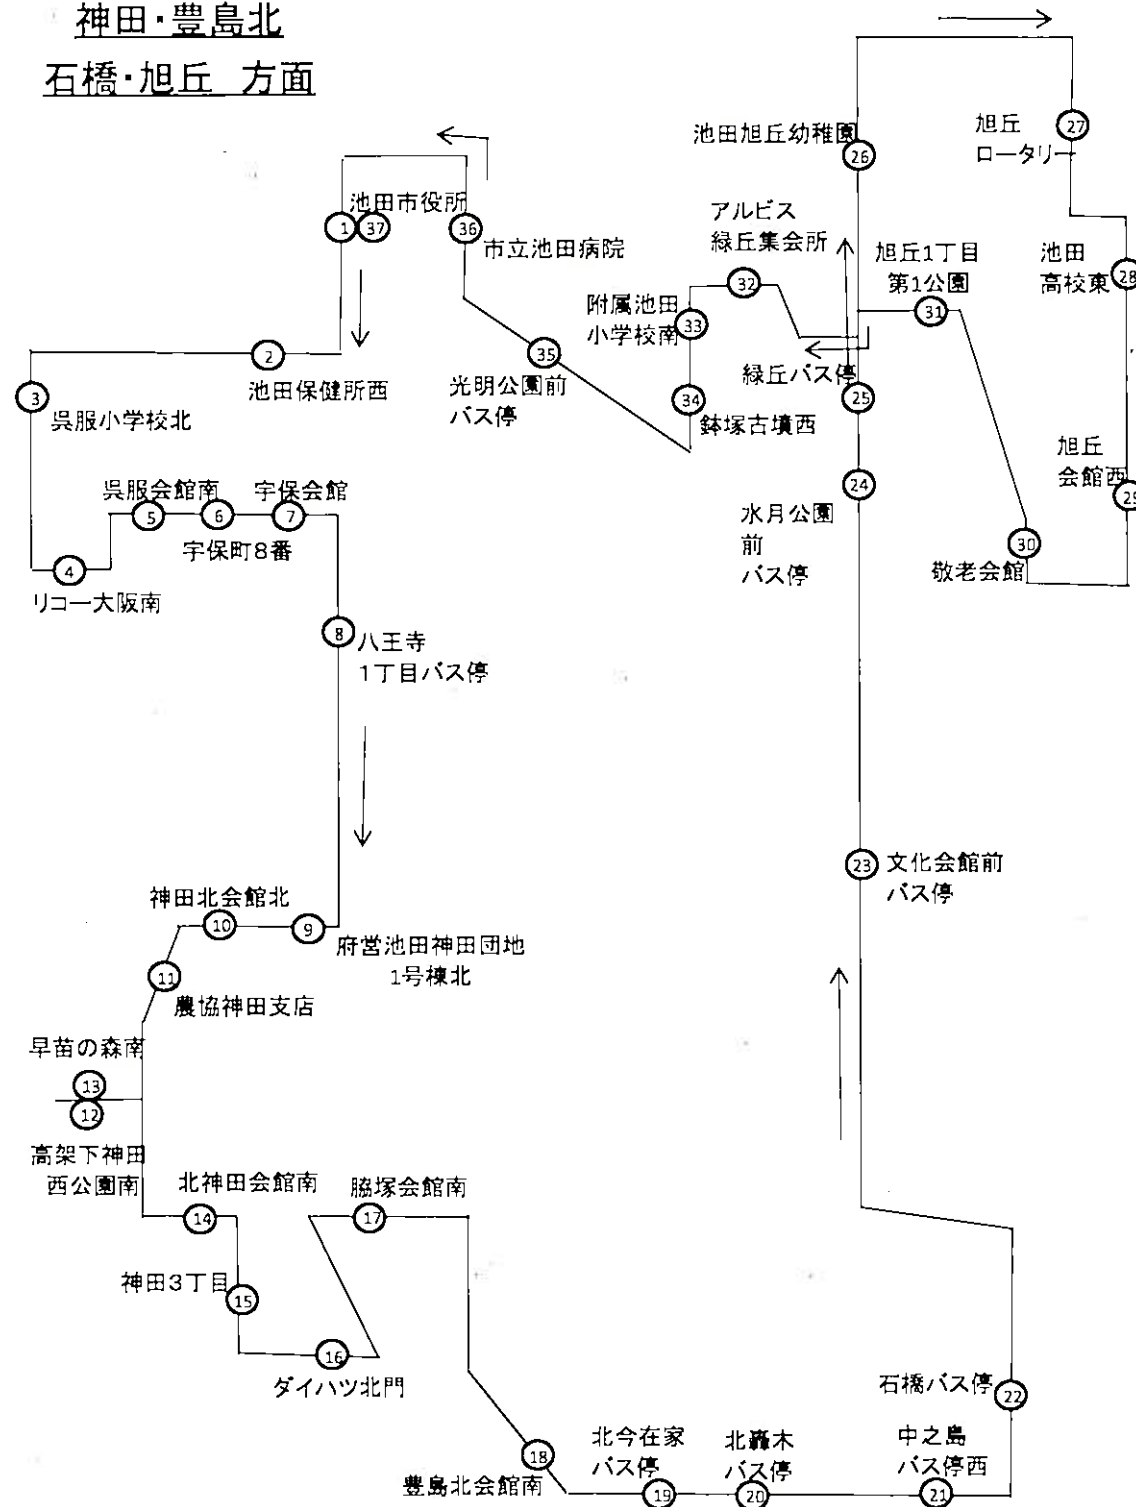 神田・豊島北
石橋・旭丘 方面
池田市役所
1
37
2
池田保健所西
3
呉服小学校北
4
リコー大阪南
呉服会館南
5
6
宇保町8番
宇保会館
7
8
八王寺
1丁目バス停
9
府営池田神田団地
1号棟北
神田北会館北
10
11
農協神田支店
早苗の森南
13
12
高架下神田
西公園南
北神田会館南
14
神田3丁目
15
16
ダイハツ北門
脇塚会館南
17
18
豊島北会館南
北今在家
バス停
19
北轟木
バス停
20
中之島
バス停西
21
石橋バス停
22
23
文化会館前
バス停
24
水月公園
前
バス停
緑丘バス停
25
池田旭丘幼稚園
26
旭丘
ロータリー
27
池田
高校東
28
旭丘
会館西
29
30
敬老会館
旭丘1丁目
第1公園
31
アルビス
緑丘集会所
32
附属池田
小学校南
33
34
鉢塚古墳西
35
光明公園前
バス停
36
市立池田病院